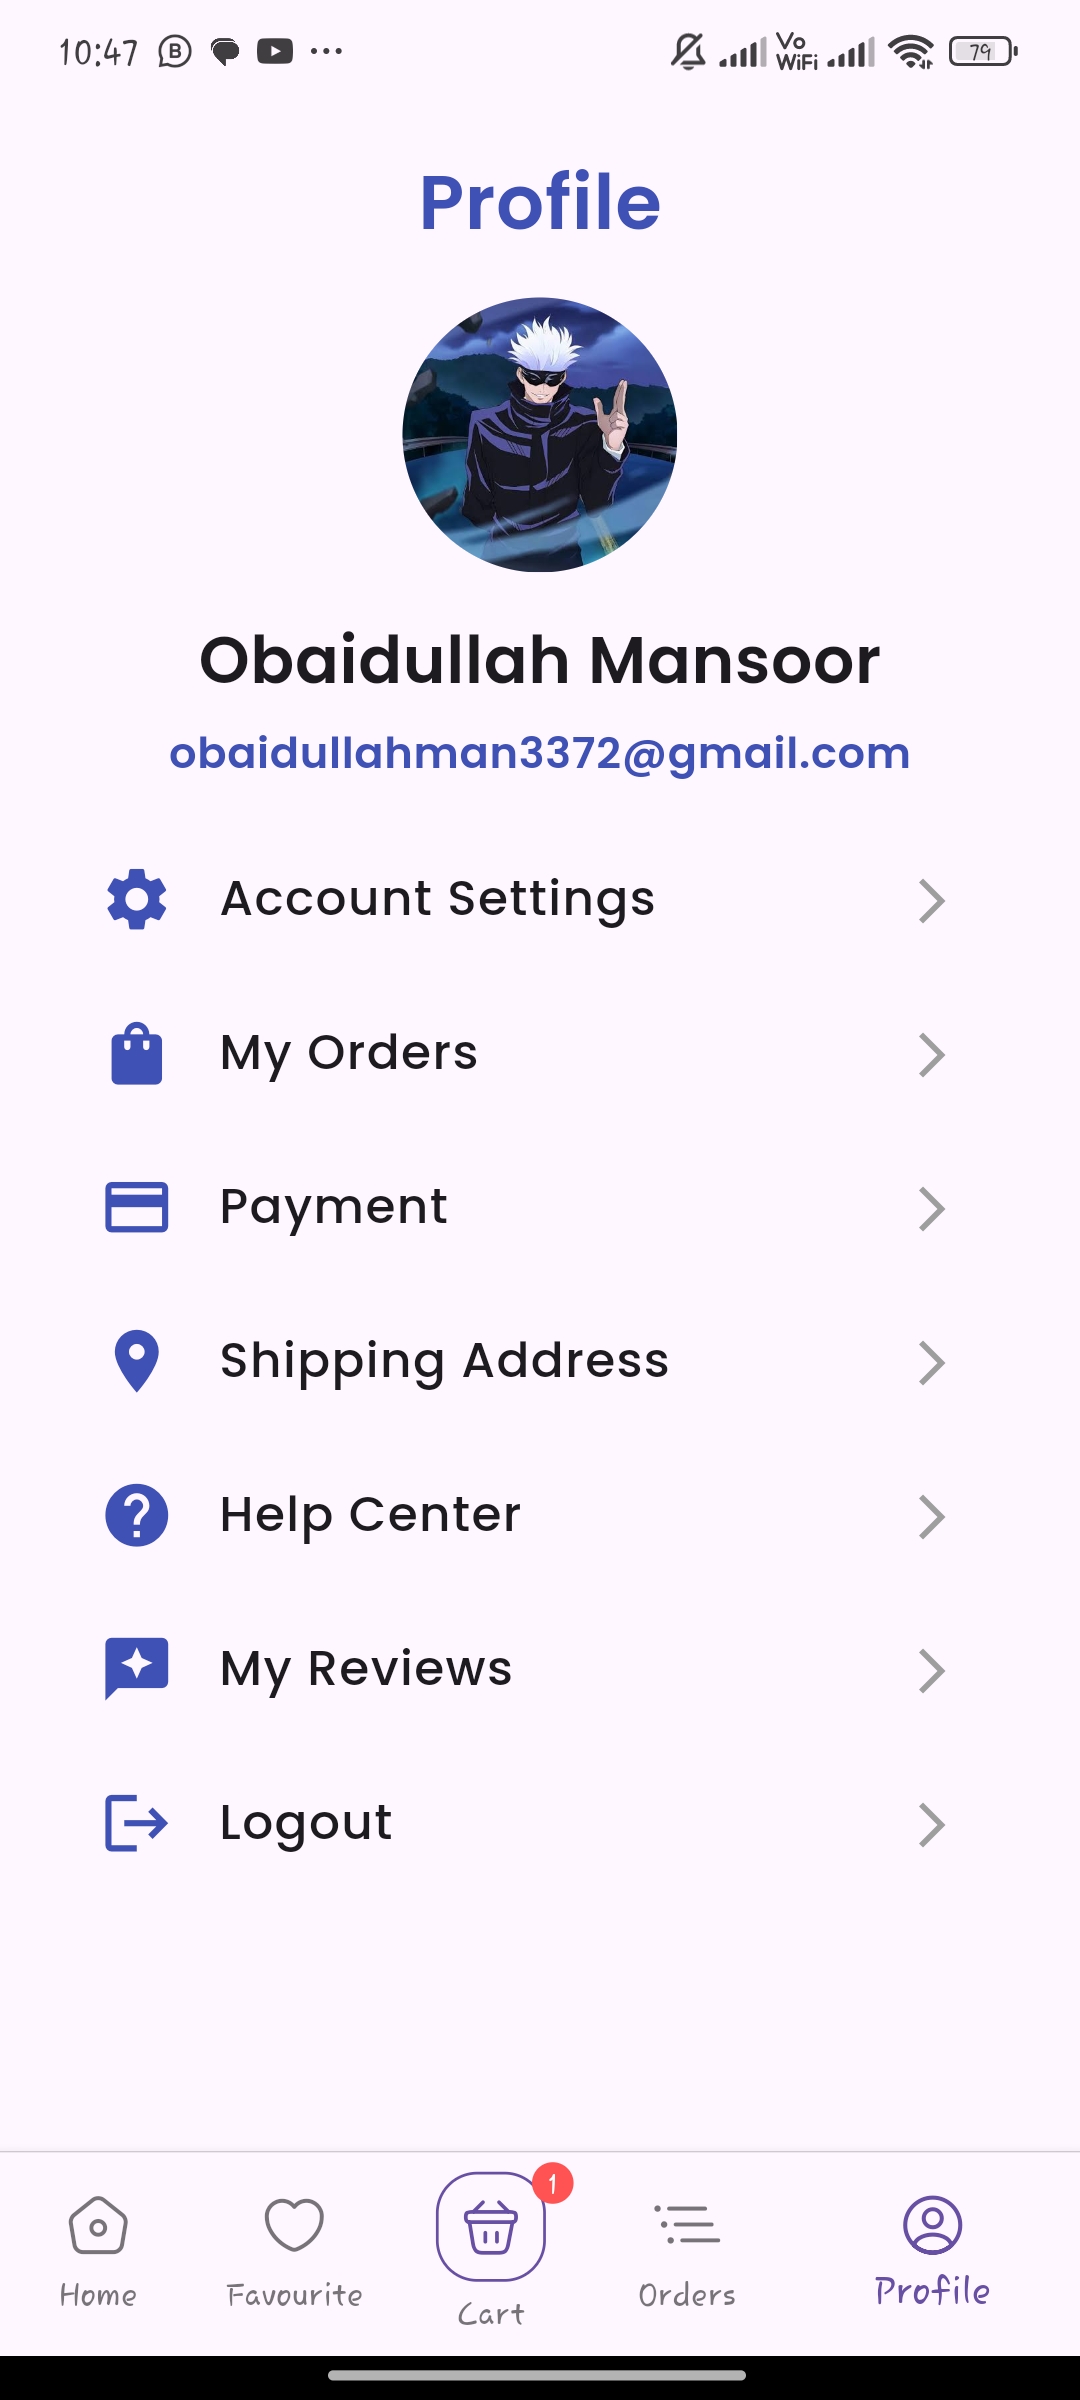 10:47
Vo
WiFi
79
Profile
Obaidullah Mansoor
obaidullahman3372@gmail.com
Account Settings
My Orders
Payment
Shipping Address
Help Center
My Reviews
Logout
1
Home
Favourite
Cart
Orders
Profile